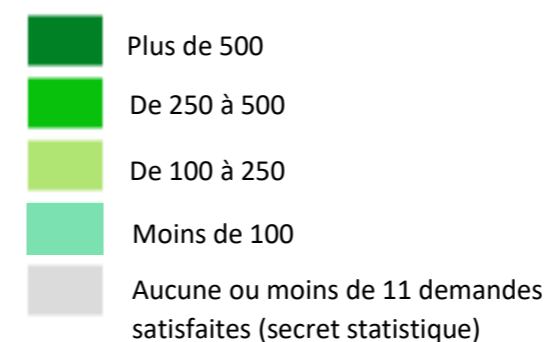 Plus de 500
De 250 à 500
De 100 à 250
Moins de 100
Aucune ou moins de 11 demandes
satisfaites (secret statistique)